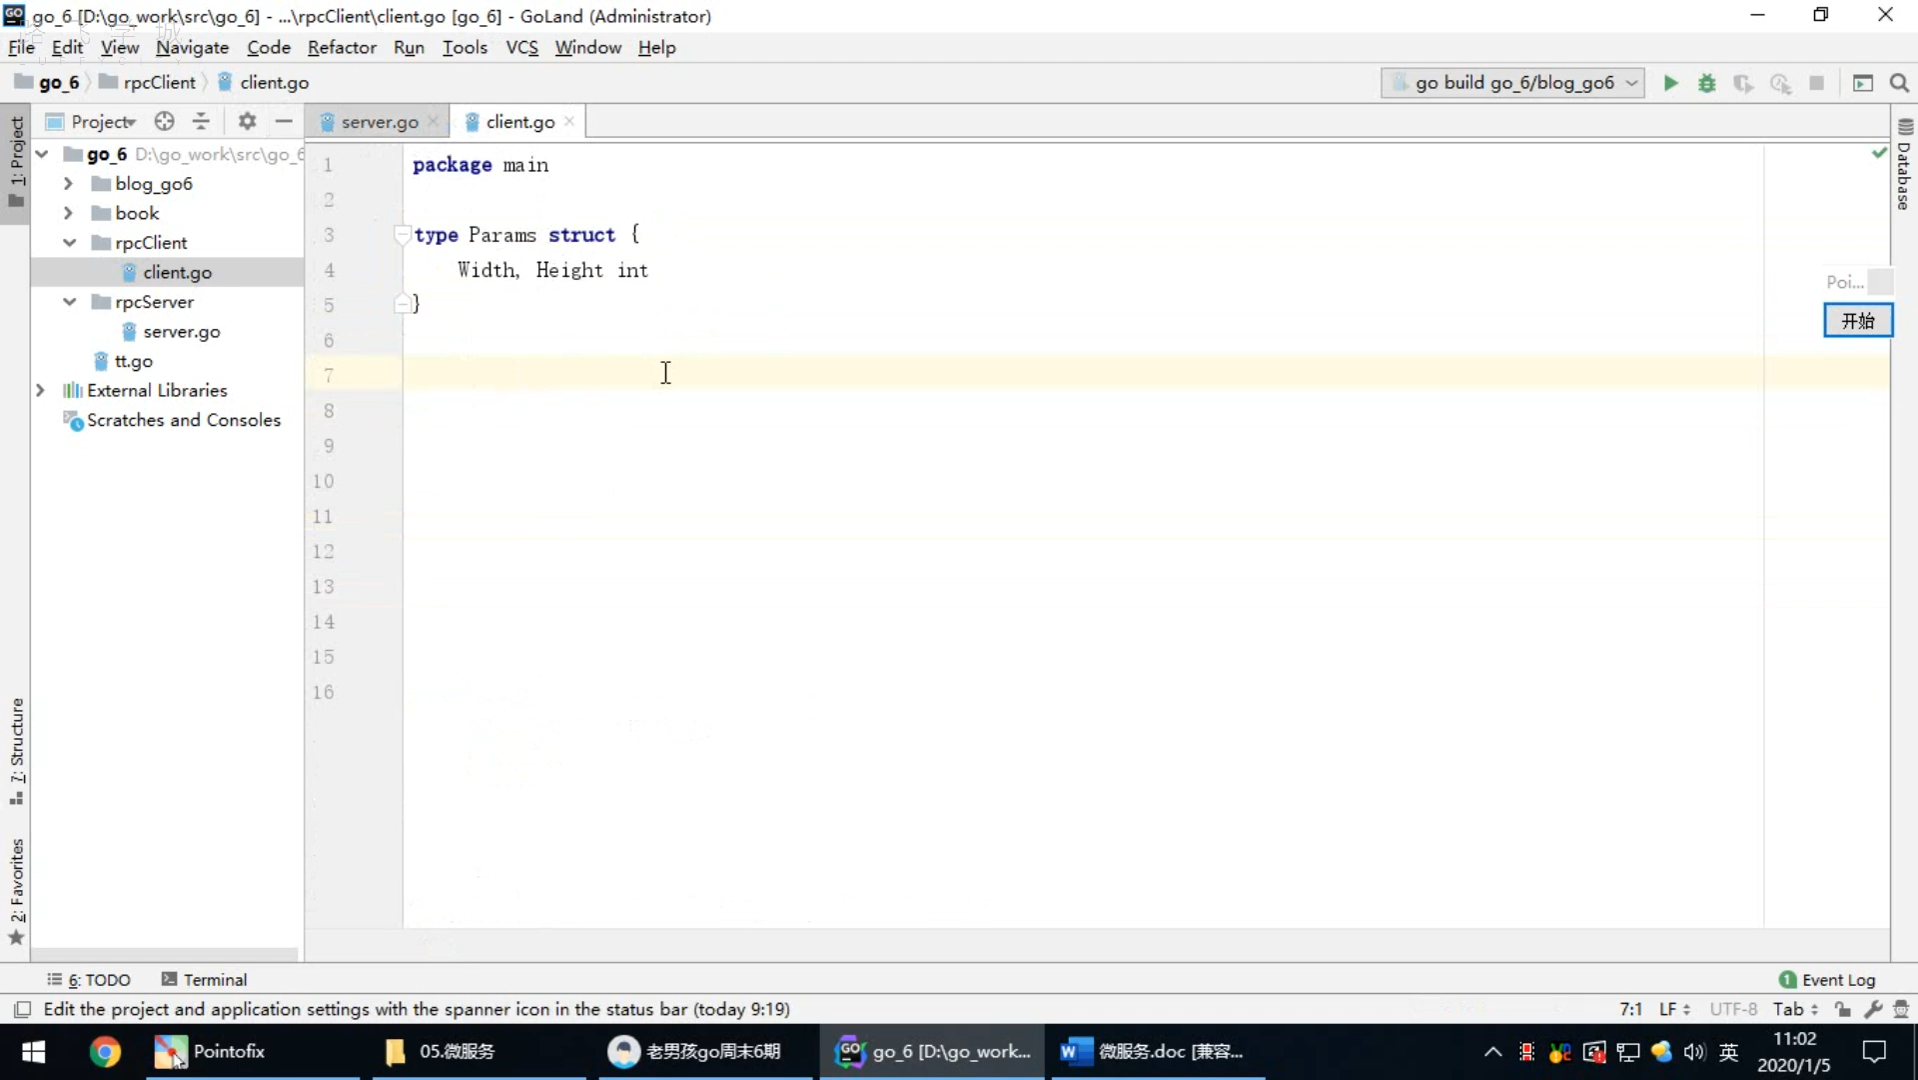 go_6 [D:\go_work\src\go_6] - ...\rpcClient\client.go [go_6] - GoLand (Administrator)
File Edit View Navigate Code Refactor Run Tools VCS Window Help
go_6 rpcClient client.go
go build go_6/blog_go6
Project
server.go
client.go
1: Project
7: Structure
2: Favorites
Database
go_6 D:\go_work\src\go_6
blog_go6
book
rpcClient
client.go
rpcServer
server.go
tt.go
External Libraries
Scratches and Consoles
1 package main
2
3 type Params struct {
4 Width, Height int
5 }
6
7
8
9
10
11
12
13
14
15
16
Poi...
开始
6: TODO
Terminal
1 Event Log
Edit the project and application settings with the spanner icon in the status bar (today 9:19)
7:1 LF UTF-8 Tab
Pointofix
05.微服务
老男孩go周末6期
go_6 [D:\go_work...
微服务.doc [兼容...
英
11:02
2020/1/5